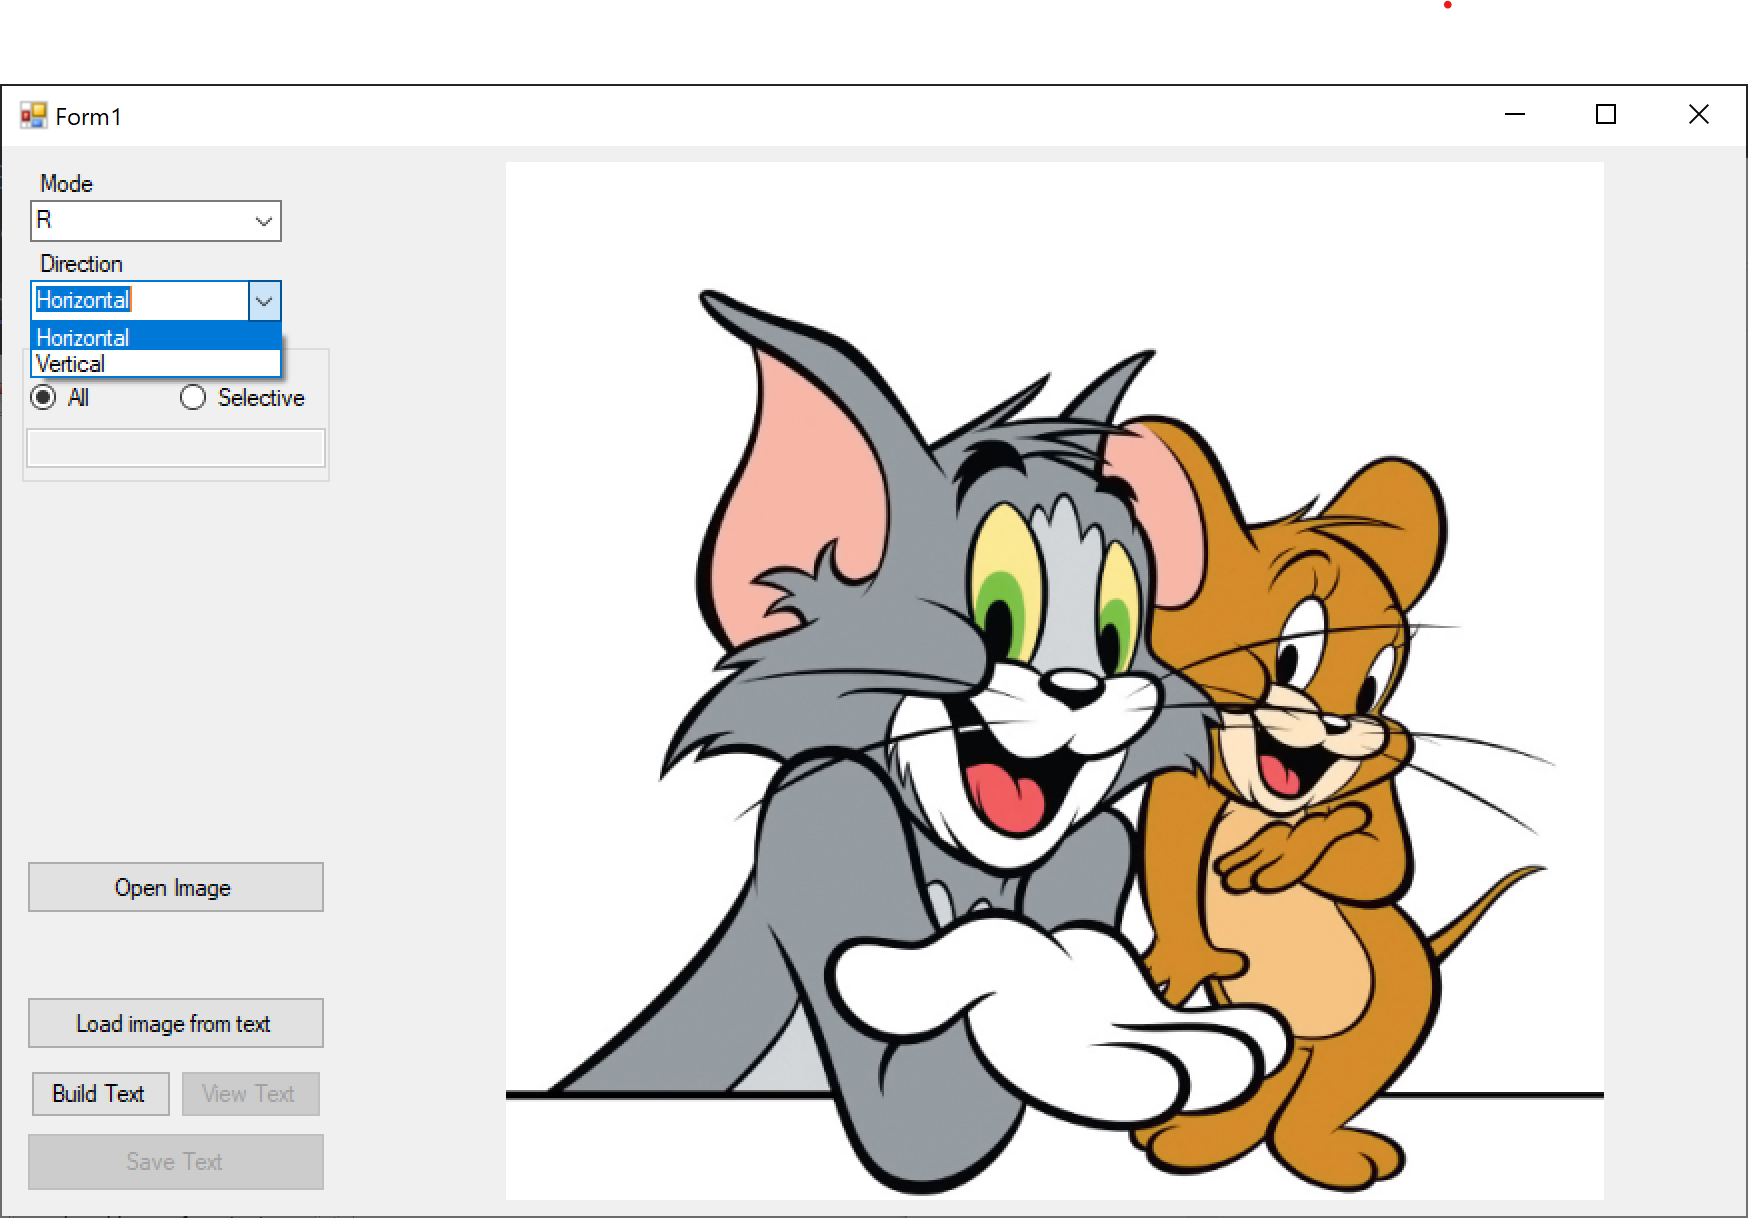 Form1
Mode
R
Direction
Horizontal
Horizontal
Vertical
All Selective
Open Image
Load image from text
Build Text View Text
Save Text